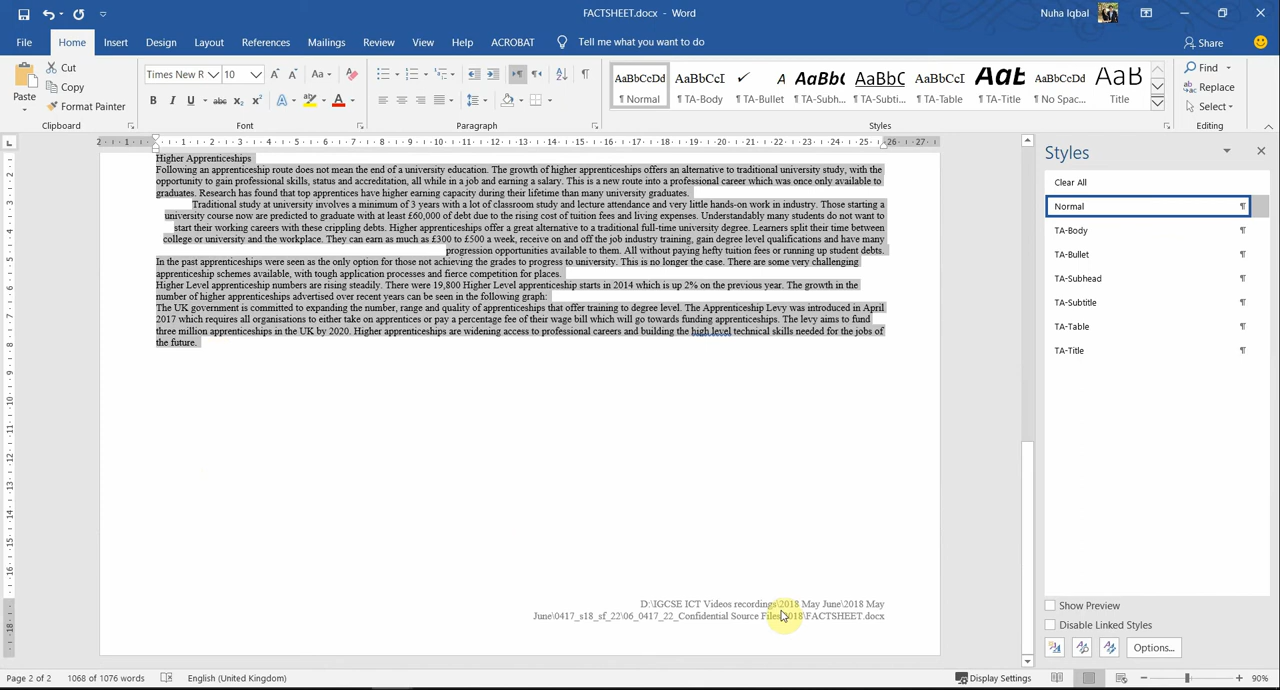 FACTSHEET.docx - Word
Nuha Iqbal
File Home Insert Design Layout References Mailings Review View Help ACROBAT Tell me what you want to do
Share
Paste
Cut
Copy
Format Painter
Clipboard
Times New R 10
Font
Paragraph
AaBbCcDd AaBbCcI AaBbC AaBbCc AaBbCcI AaB AaBbCcDd AaB
¶ Normal ¶ TA-Body ¶ TA-Bullet ¶ TA-Subh... ¶ TA-Subti... ¶ TA-Table ¶ TA-Title ¶ No Spac... Title
Styles
Find
Replace
Select
Editing
Higher Apprenticeships
Following an apprenticeship route does not mean the end of a university education. The growth of higher apprenticeships offers an alternative to traditional university study, with the
opportunity to gain professional skills, status and accreditation, all while in a job and earning a salary. This is a new route into a professional career which was once only available to
graduates. Research has found that top apprentices have higher earning capacity during their lifetime than many university graduates.
Traditional study at university involves a minimum of 3 years with a lot of classroom study and lecture attendance and very little hands-on work in industry. Those starting a
university course now are predicted to graduate with at least £60,000 of debt due to the rising cost of tuition fees and living expenses. Understandably many students do not want to
start their working careers with these crippling debts. Higher apprenticeships offer a great alternative to a traditional full-time university degree. Learners split their time between
college or university and the workplace. They can earn as much as £300 to £500 a week, receive on and off the job industry training, gain degree level qualifications and have many
progression opportunities available to them. All without paying hefty tuition fees or running up student debts.
In the past apprenticeships were seen as the only option for those not achieving the grades to progress to university. This is no longer the case. There are some very challenging
apprenticeship schemes available, with tough application processes and fierce competition for places.
Higher Level apprenticeship numbers are rising steadily. There were 19,800 Higher Level apprenticeship starts in 2014 which is up 2% on the previous year. The growth in the
number of higher apprenticeships advertised over recent years can be seen in the following graph:
The UK government is committed to expanding the number, range and quality of apprenticeships that offer training to degree level. The Apprenticeship Levy was introduced in April
2017 which requires all organisations to either take on apprentices or pay a percentage fee of their wage bill which will go towards funding apprenticeships. The levy aims to fund
three million apprenticeships in the UK by 2020. Higher apprenticeships are widening access to professional careers and building the high level technical skills needed for the jobs of
the future.
D:\IGCSE ICT Videos recordings\2018 May June\2018 May
June\0417_s18_sf_22\06_0417_22_Confidential Source Files 2018\FACTSHEET.docx
Styles
Clear All
Normal ¶
TA-Body ¶
TA-Bullet ¶
TA-Subhead ¶
TA-Subtitle ¶
TA-Table ¶
TA-Title ¶
Show Preview
Disable Linked Styles
Options...
Page 2 of 2 1068 of 1076 words English (United Kingdom) Display Settings 90%